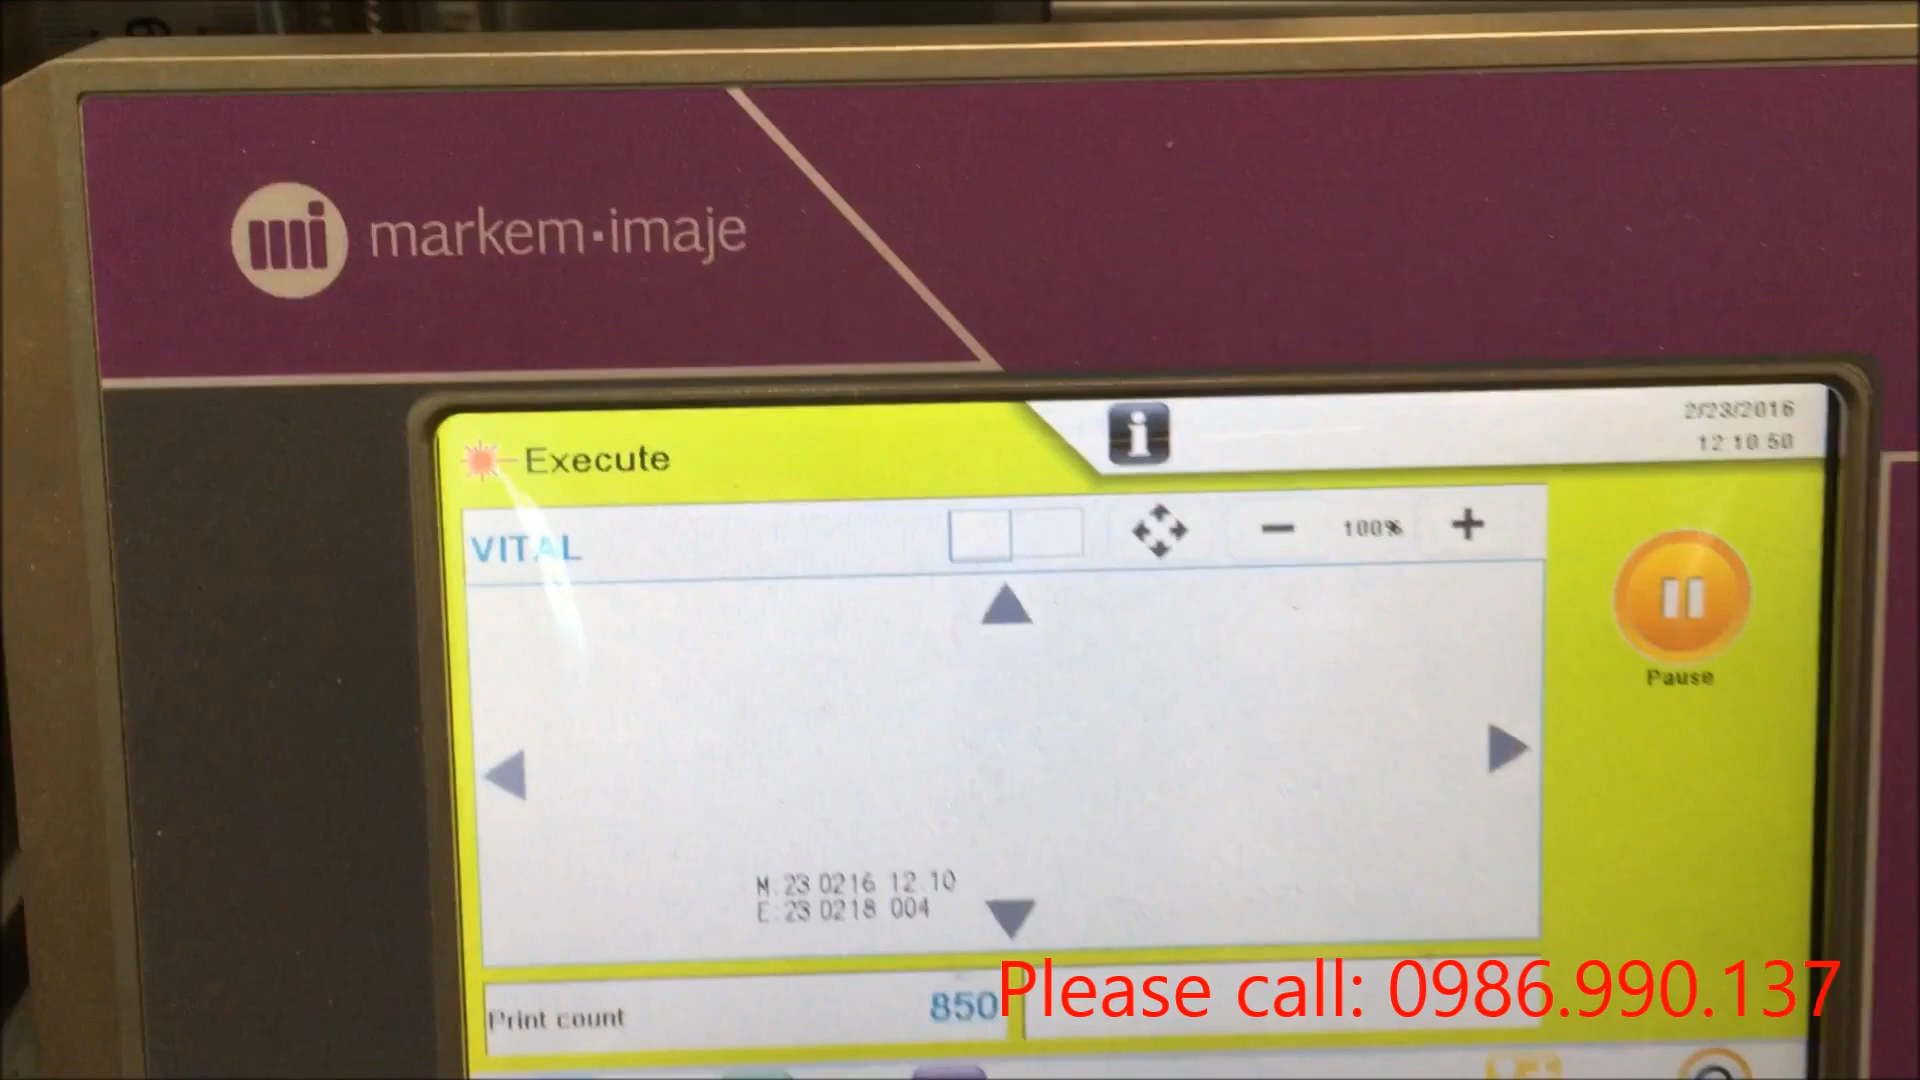 markem·imaje
2/23/2016
12:10:50
Execute
VITAL
100%
Pause
M:23 0216 12:10
E:23 0218 004
Print count 850
Please call: 0986.990.137